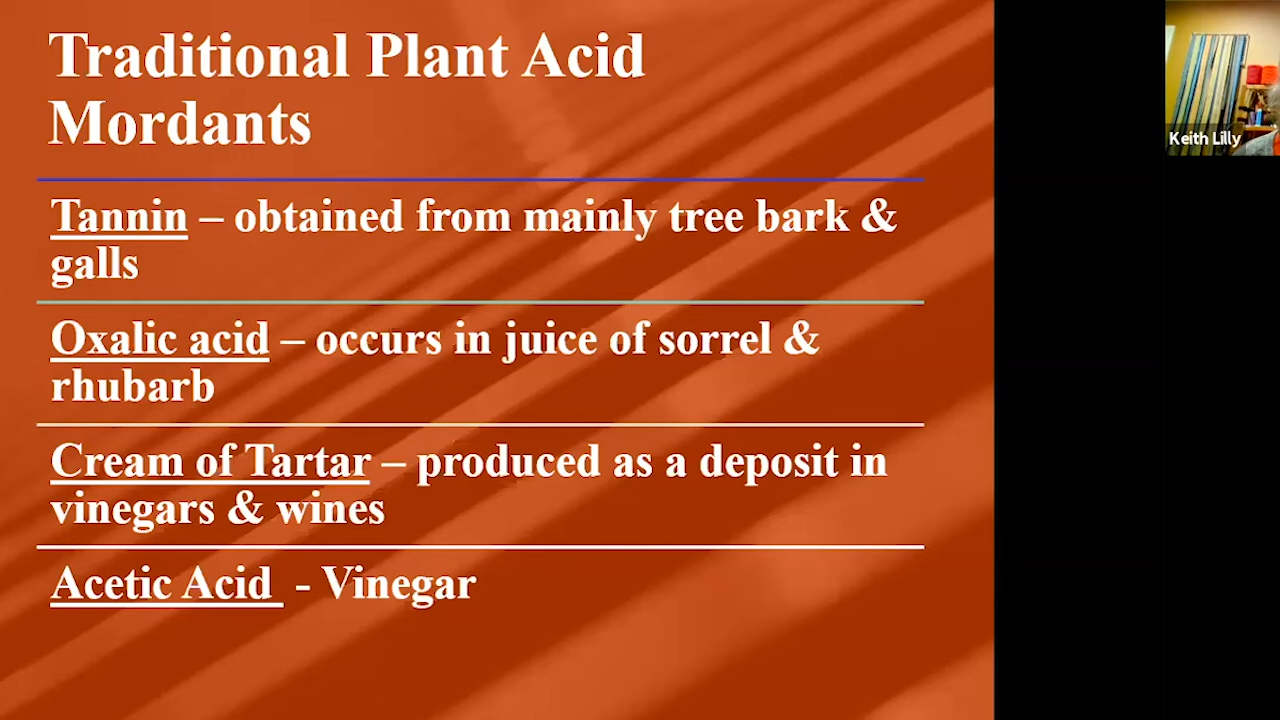 Traditional Plant Acid
Mordants
Tannin – obtained from mainly tree bark &
galls
Oxalic acid – occurs in juice of sorrel &
rhubarb
Cream of Tartar – produced as a deposit in
vinegars & wines
Acetic Acid  - Vinegar
Keith Lilly